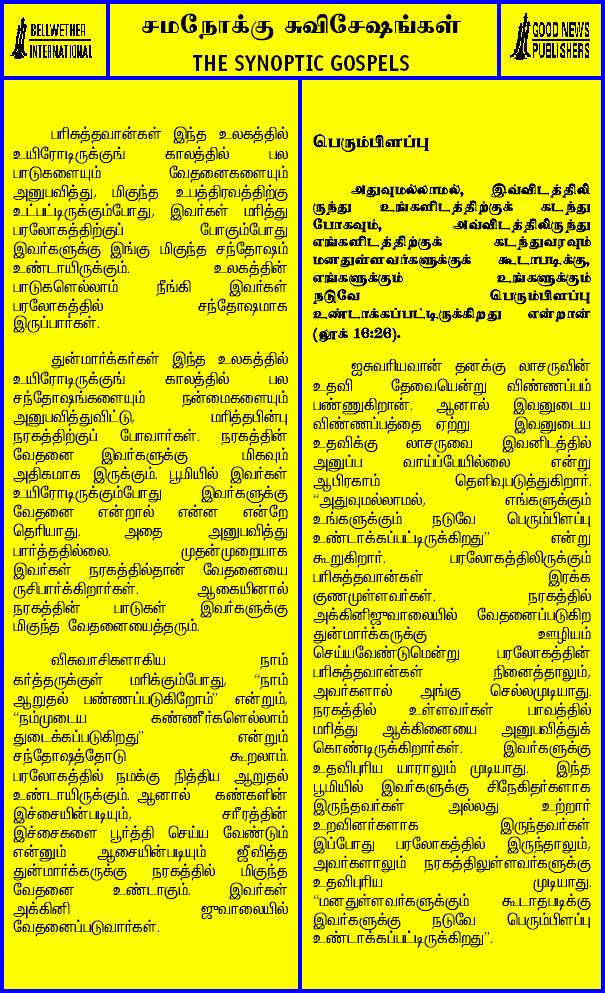 BELLWETHER
INTERNATIONAL
சமநோக்கு சுவிசேஷங்கள்
THE SYNOPTIC GOSPELS
GOOD NEWS
PUBLISHERS
பரிசுத்தவான்கள் இந்த உலகத்தில்
உயிரோடிருக்குங் காலத்தில் பல
பாடுகளையும் வேதனைகளையும்
அனுபவித்து, மிகுந்த உபத்திரவத்திற்கு
உட்பட்டிருக்கும்போது, இவர்கள் மரித்து
பரலோகத்திற்குப் போகும்போது
இவர்களுக்கு இங்கு மிகுந்த சந்தோஷம்
உண்டாயிருக்கும். உலகத்தின்
பாடுகளெல்லாம் நீங்கி இவர்கள்
பரலோகத்தில் சந்தோஷமாக
இருப்பார்கள்.
துன்மார்க்கர்கள் இந்த உலகத்தில்
உயிரோடிருக்குங் காலத்தில் பல
சந்தோஷங்களையும் நன்மைகளையும்
அனுபவித்துவிட்டு, மரித்தபின்பு
நரகத்திற்குப் போவார்கள். நரகத்தின்
வேதனை இவர்களுக்கு மிகவும்
அதிகமாக இருக்கும். பூமியில் இவர்கள்
உயிரோடிருக்கும்போது இவர்களுக்கு
வேதனை என்றால் என்ன என்றே
தெரியாது. அதை அனுபவித்து
பார்த்ததில்லை. முதன்முறையாக
இவர்கள் நரகத்தில்தான் வேதனையை
ருசிபார்க்கிறார்கள். ஆகையினால்
நரகத்தின் பாடுகள் இவர்களுக்கு
மிகுந்த வேதனையைத்தரும்.
விசுவாசிகளாகிய நாம்
கர்த்தருக்குள் மரிக்கும்போது, “நாம்
ஆறுதல் பண்ணப்படுகிறோம்” என்றும்,
“நம்முடைய கண்ணீர்களெல்லாம்
துடைக்கப்படுகிறது” என்றும்
சந்தோஷத்தோடு கூறலாம்.
பரலோகத்தில் நமக்கு நித்திய ஆறுதல்
உண்டாயிருக்கும். ஆனால் கண்களின்
இச்சையின்படியும், சரீரத்தின்
இச்சைகளை பூர்த்தி செய்ய வேண்டும்
என்னும் ஆசையின்படியும் ஜீவித்த
துன்மார்க்கருக்கு நரகத்தில் மிகுந்த
வேதனை உண்டாகும். இவர்கள்
அக்கினி ஜுவாலையில்
வேதனைப்படுவார்கள்.
பெரும்பிளப்பு
அதுவுமல்லாமல், இவ்விடத்திலி
ருந்து உங்களிடத்திற்குக் கடந்து
போகவும், அவ்விடத்திலிருந்து
எங்களிடத்திற்குக் கடந்துவரவும்
மனதுள்ளவர்களுக்குக் கூடாபடிக்கு,
எங்களுக்கும் உங்களுக்கும்
நடுவே பெரும்பிளப்பு
உண்டாக்கப்பட்டிருக்கிறது என்றான்
(லூக் 16:26).
ஐசுவரியவான் தனக்கு லாசருவின்
உதவி தேவையென்று விண்ணப்பம்
பண்ணுகிறான். ஆனால் இவனுடைய
விண்ணப்பத்தை ஏற்று இவனுடைய
உதவிக்கு லாசருவை இவனிடத்தில்
அனுப்ப வாய்ப்பேயில்லை என்று
ஆபிரகாம் தெளிவுபடுத்துகிறார்.
“அதுவுமல்லாமல், எங்களுக்கும்
உங்களுக்கும் நடுவே பெரும்பிளப்பு
உண்டாக்கப்பட்டிருக்கிறது” என்று
கூறுகிறார். பரலோகத்திலிருக்கும்
பரிசுத்தவான்கள் இரக்க
குணமுள்ளவர்கள். நரகத்தில்
அக்கினிஜுவாலையில் வேதனைப்படுகிற
துன்மார்க்கருக்கு ஊழியம்
செய்யவேண்டுமென்று பரலோகத்தின்
பரிசுத்தவான்கள் நினைத்தாலும்,
அவர்களால் அங்கு செல்லமுடியாது.
நரகத்தில் உள்ளவர்கள் பாவத்தில்
மரித்து ஆக்கினையை அனுபவித்துக்
கொண்டிருக்கிறார்கள். இவர்களுக்கு
உதவிபுரிய யாராலும் முடியாது. இந்த
பூமியில் இவர்களுக்கு சிநேகிதர்களாக
இருந்தவர்கள் அல்லது உற்றார்
உறவினர்களாக இருந்தவர்கள்
இப்போது பரலோகத்தில் இருந்தாலும்,
அவர்களாலும் நரகத்திலுள்ளவர்களுக்கு
உதவிபுரிய முடியாது.
“மனதுள்ளவர்களுக்கும் கூடாதபடிக்கு
இவர்களுக்கு நடுவே பெரும்பிளப்பு
உண்டாக்கப்பட்டிருக்கிறது”.